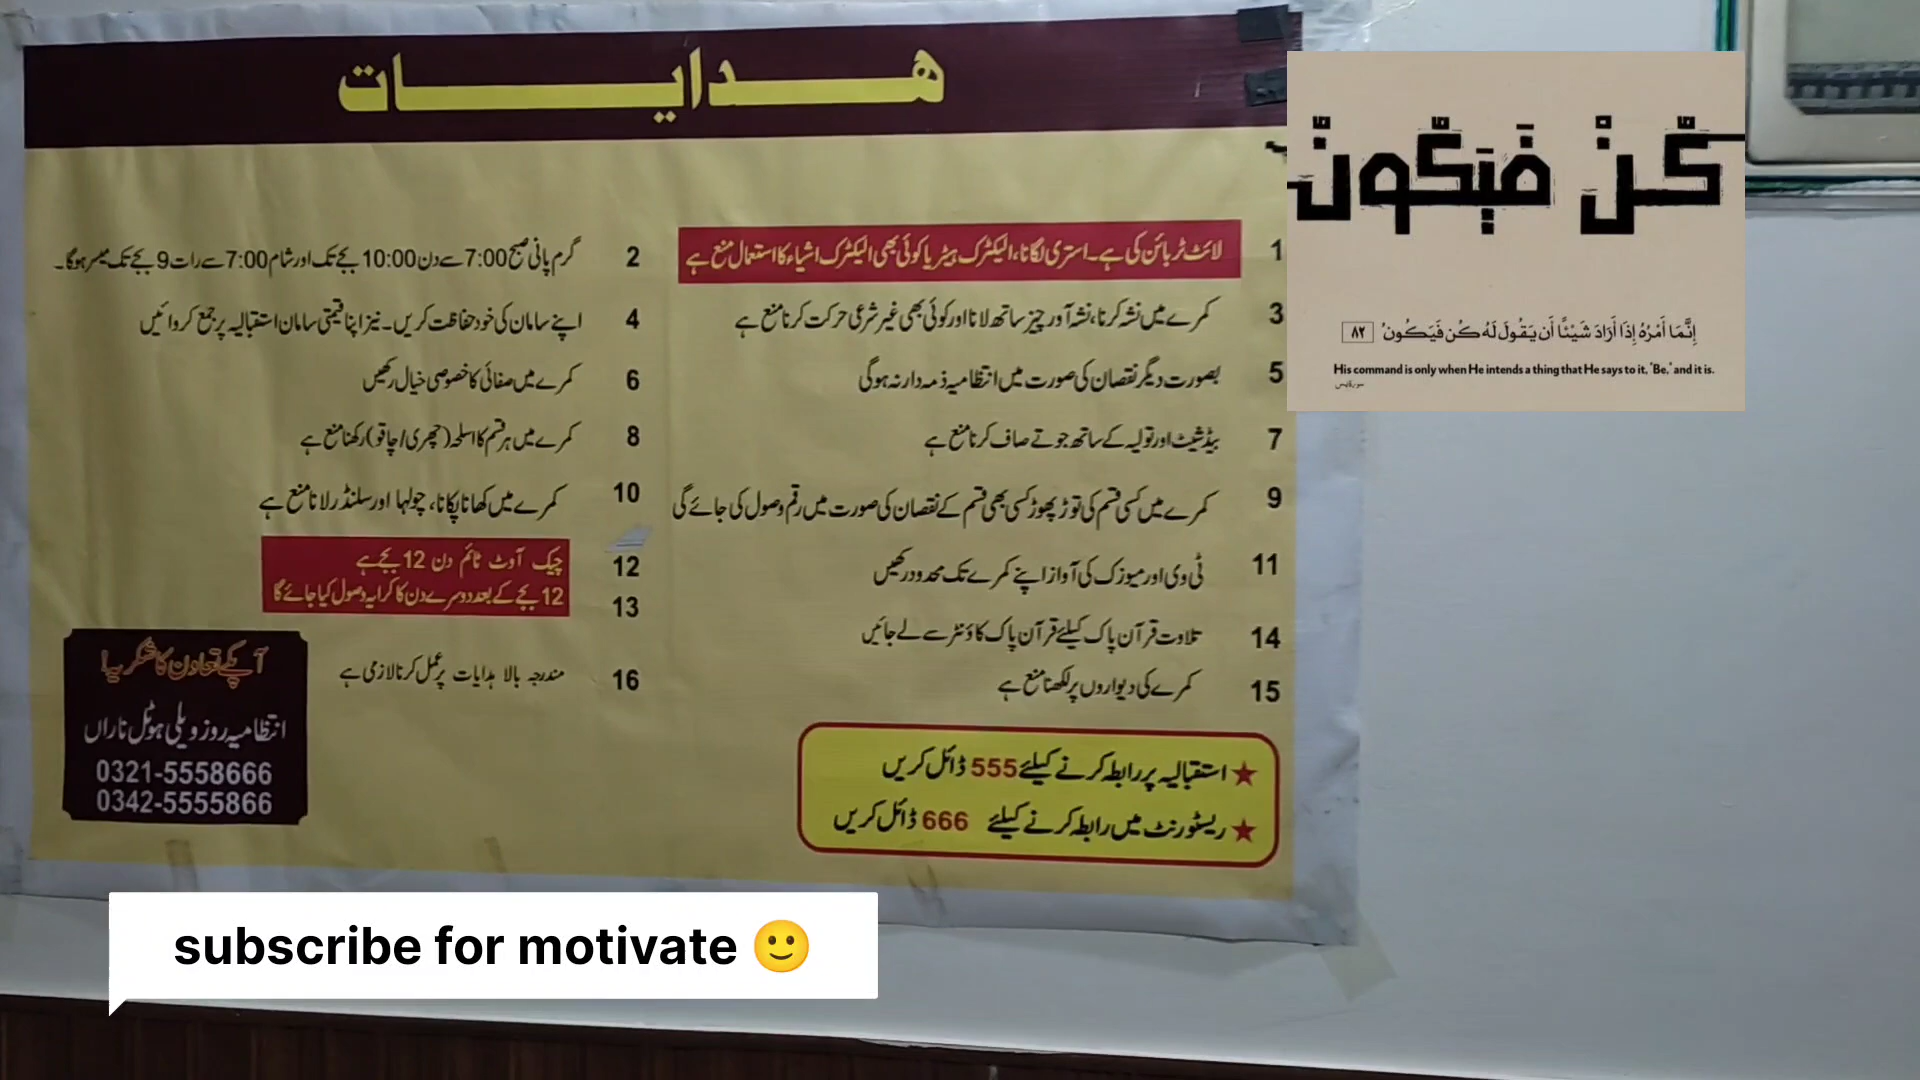 هدایات
1 لائٹ ٹربائن کی ہے۔ استری لگانا، الیکٹرک ہیٹر یا کوئی بھی الیکٹرک اشیاء کا استعمال منع ہے
2 گرم پانی صبح 7:00 سے دن 10:00 بجے تک اور شام 7:00 سے رات 9 بجے تک میسر ہوگا۔
3 کمرے میں نشہ کرنا، نشہ آور چیز ساتھ لانا اور کوئی بھی غیر شرعی حرکت کرنا منع ہے
4 اپنے سامان کی خود حفاظت کریں۔ نیز اپنا قیمتی سامان استقبالیہ پر جمع کروائیں
5 بصورت دیگر نقصان کی صورت میں انتظامیہ ذمہ دار نہ ہوگی
6 کمرے میں صفائی کا خصوصی خیال رکھیں
7 بیڈ شیٹ اور تولیہ کے ساتھ جوتے صاف کرنا منع ہے
8 کمرے میں ہر قسم کا اسلحہ (چھری/چاقو) رکھنا منع ہے
9 کمرے میں کسی قسم کی توڑ پھوڑ کسی بھی قسم کے نقصان کی صورت میں رقم وصول کی جائے گی
10 کمرے میں کھانا پکانا، چولہا اور سلنڈر لانا منع ہے
11 ٹی وی اور میوزک کی آواز اپنے کمرے تک محدود رکھیں
12 چیک آوٹ ٹائم دن 12 بجے ہے
13 12 بجے کے بعد دوسرے دن کا کرایہ وصول کیا جائے گا
14 تلاوت قرآن پاک کیلئے قرآن پاک کاؤنٹر سے لے جائیں
15 کمرے کی دیواروں پر لکھنا منع ہے
16 مندرجہ بالا ہدایات پر عمل کرنا لازمی ہے
★ استقبالیہ پر رابطہ کرنے کیلئے 555 ڈائل کریں
★ ریسٹورنٹ میں رابطہ کرنے کیلئے 666 ڈائل کریں
آپکے تعاون کا شکریہ!
انتظامیہ روز ویلی ہوٹل ناراں
0321-5558666
0342-5555866
كُنْ فَيَكُونُ
إِنَّمَا أَمْرُهُ إِذَا أَرَادَ شَيْئًا أَن يَقُولَ لَهُ كُن فَيَكُونُ ٨٢
His command is only when He intends a thing that He says to it, 'Be,' and it is.
سورة يس
subscribe for motivate 🙂